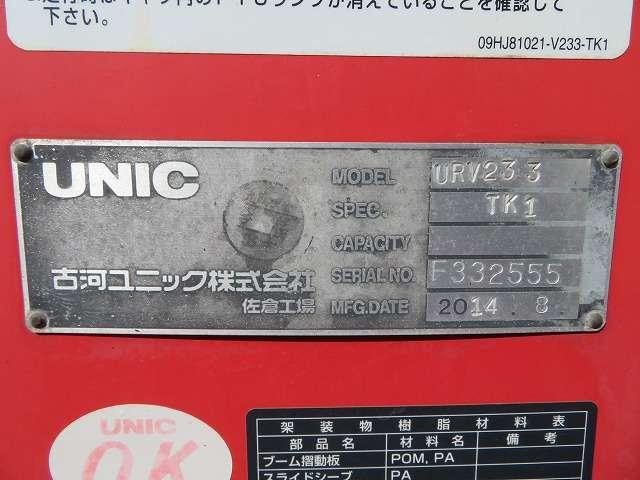 下さい。
09HJ81021-V233-TK1
UNIC
MODEL URV233
SPEC. TK1
CAPACITY
古河ユニック株式会社
SERIAL NO. F332555
佐倉工場
MFG.DATE 2014.8
UNIC
OK
架装物樹脂材料表
部品名 材料名 備考
ブーム摺動板 POM, PA
スライドシーブ PA